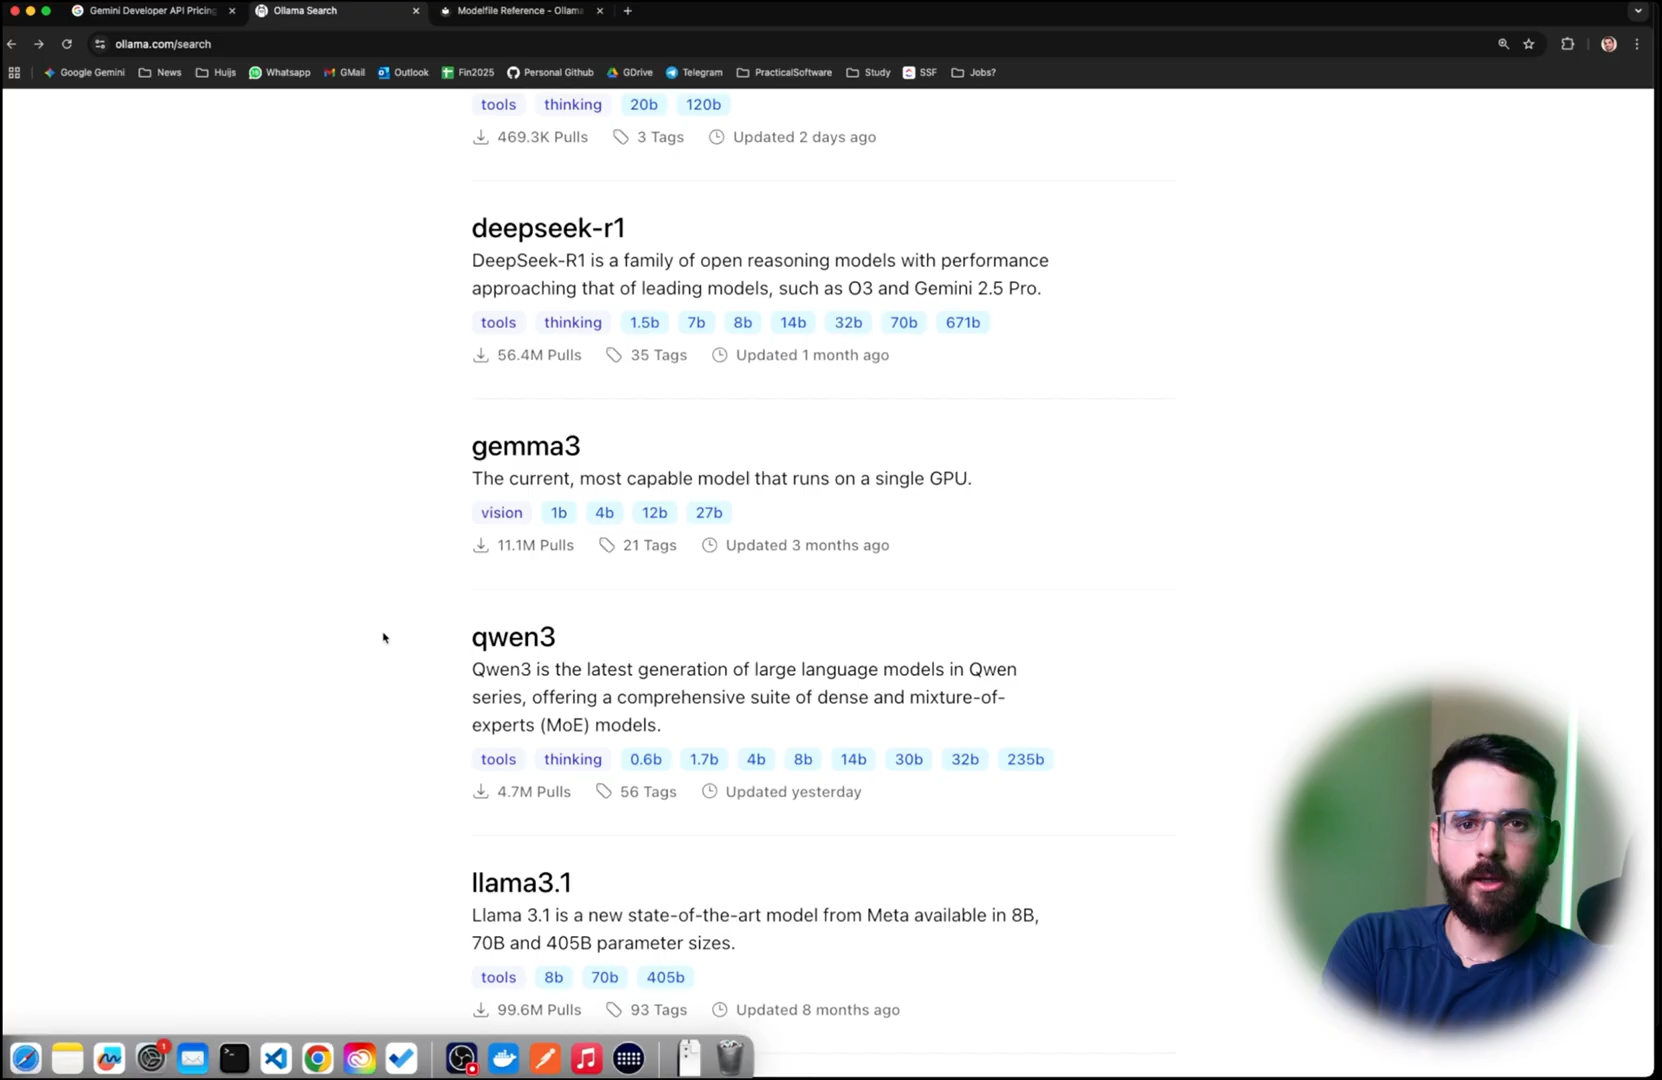 Gemini Developer API Pricing
Ollama Search
Modelfile Reference - Ollama
ollama.com/search
Google Gemini
News
Huijs
Whatsapp
GMail
Outlook
Fin2025
Personal Github
GDrive
Telegram
PracticalSoftware
Study
SSF
Jobs?
tools thinking 20b 120b
469.3K Pulls 3 Tags Updated 2 days ago
deepseek-r1
DeepSeek-R1 is a family of open reasoning models with performance
approaching that of leading models, such as O3 and Gemini 2.5 Pro.
tools thinking 1.5b 7b 8b 14b 32b 70b 671b
56.4M Pulls 35 Tags Updated 1 month ago
gemma3
The current, most capable model that runs on a single GPU.
vision 1b 4b 12b 27b
11.1M Pulls 21 Tags Updated 3 months ago
qwen3
Qwen3 is the latest generation of large language models in Qwen
series, offering a comprehensive suite of dense and mixture-of-
experts (MoE) models.
tools thinking 0.6b 1.7b 4b 8b 14b 30b 32b 235b
4.7M Pulls 56 Tags Updated yesterday
llama3.1
Llama 3.1 is a new state-of-the-art model from Meta available in 8B,
70B and 405B parameter sizes.
tools 8b 70b 405b
99.6M Pulls 93 Tags Updated 8 months ago
1